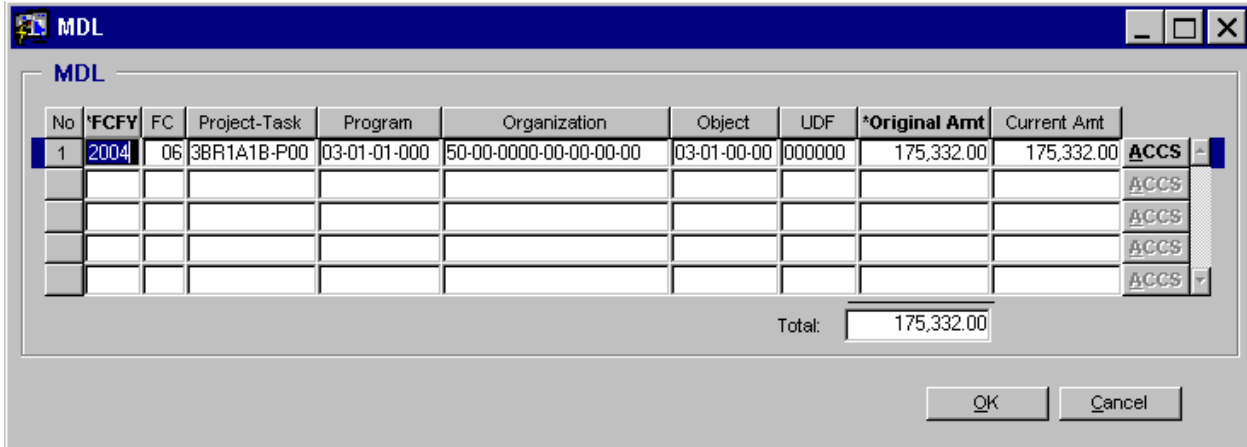 MDL
MDL
No *FCFY FC Project-Task Program Organization Object UDF *Original Amt Current Amt
1 2004 06 3BR1A1B-P00 03-01-01-000 50-00-0000-00-00-00-00 03-01-00-00 000000 175,332.00 175,332.00 ACCS
ACCS
ACCS
ACCS
ACCS
Total: 175,332.00
OK Cancel